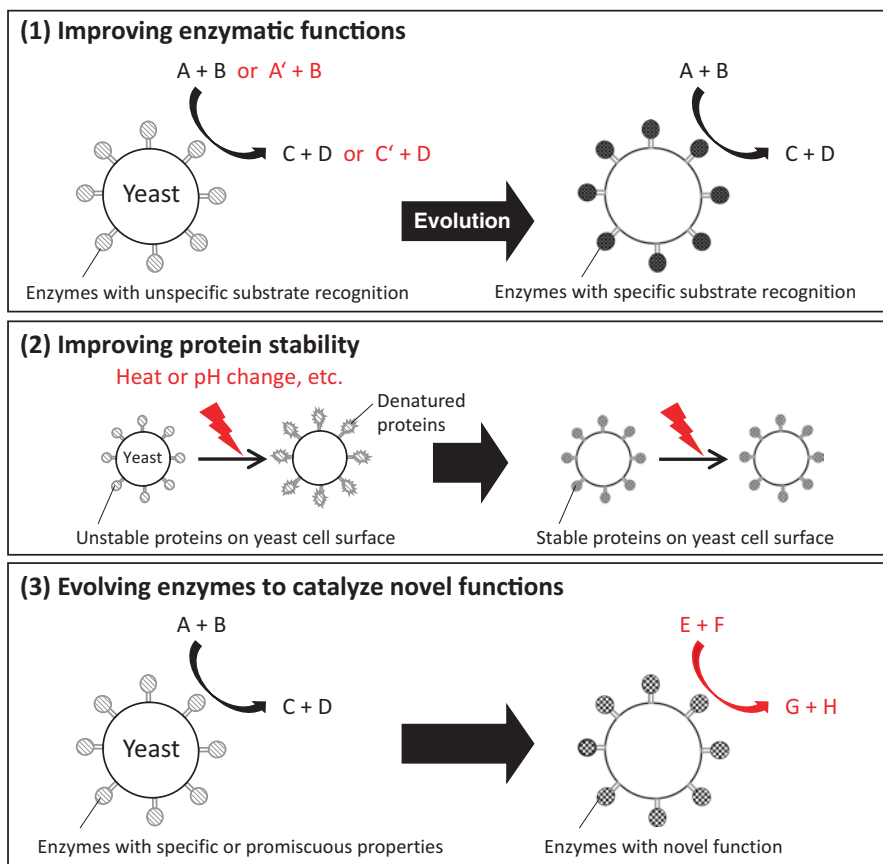 (1) Improving enzymatic functions
A + B or A‘ + B
A + B
C + D or C‘ + D
C + D
Yeast
Evolution
Enzymes with unspecific substrate recognition
Enzymes with specific substrate recognition
(2) Improving protein stability
Heat or pH change, etc.
Denatured
proteins
Yeast
Unstable proteins on yeast cell surface
Stable proteins on yeast cell surface
(3) Evolving enzymes to catalyze novel functions
A + B
E + F
C + D
G + H
Yeast
Enzymes with specific or promiscuous properties
Enzymes with novel function